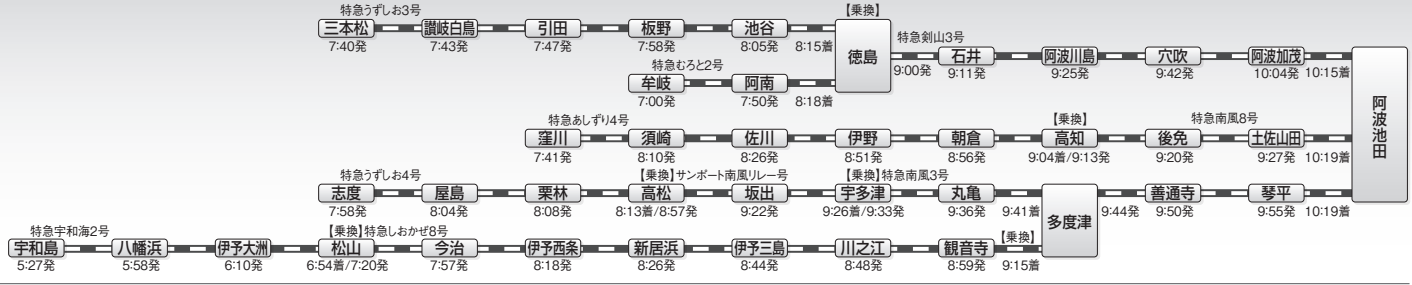 特急うずしお3号 【乗換】
三本松 讃岐白鳥 引田 板野 池谷 徳島
7:40発 7:43発 7:47発 7:58発 8:05発 8:15着
特急剣山3号
石井 阿波川島 穴吹 阿波加茂 阿波池田
9:00発 9:11発 9:25発 9:42発 10:04発 10:15着
特急むろと2号
牟岐 阿南
7:00発 7:50発 8:18着
特急あしずり4号 【乗換】 特急南風8号
窪川 須崎 佐川 伊野 朝倉 高知 後免 土佐山田
7:41発 8:10発 8:26発 8:51発 8:56発 9:04着/9:13発 9:20発 9:27発 10:19着
特急うずしお4号 【乗換】サンポート南風リレー号 【乗換】特急南風3号
志度 屋島 栗林 高松 坂出 宇多津 丸亀 多度津 善通寺 琴平
7:58発 8:04発 8:08発 8:13着/8:57発 9:22発 9:26着/9:33発 9:36発 9:41着 9:44発 9:50発 9:55発 10:19着
特急宇和海2号 【乗換】特急しおかぜ8号 【乗換】
宇和島 八幡浜 伊予大洲 松山 今治 伊予西条 新居浜 伊予三島 川之江 観音寺
5:27発 5:58発 6:10発 6:54着/7:20発 7:57発 8:18発 8:26発 8:44発 8:48発 8:59発 9:15着